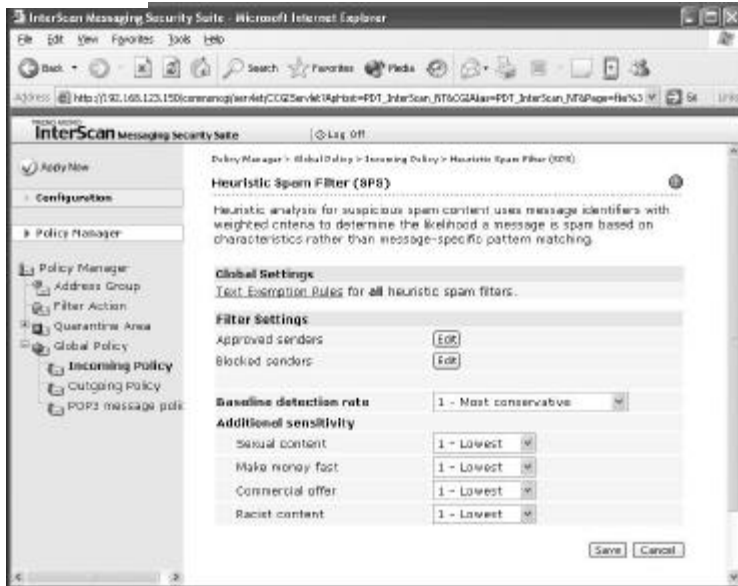 InterScan Messaging Security Suite - Microsoft Internet Explorer
File Edit View Favorites Tools Help
Back Search Favorites Media
Address Go Links
TREND MICRO
InterScan Messaging Security Suite Log Off
Apply Now
Configuration
Policy Manager
Policy Manager
Address Group
Filter Action
Quarantine Area
Global Policy
Incoming Policy
Outgoing Policy
POP3 message polic
Policy Manager > Global Policy > Incoming Policy > Heuristic Spam Filter (SPS)
Heuristic Spam Filter (SPS)
Heuristic analysis for suspicious spam content uses message identifiers with
weighted criteria to determine the likelihood a message is spam based on
characteristics rather than message-specific pattern matching.
Global Settings
Text Exemption Rules for all heuristic spam filters.
Filter Settings
Approved senders Edit
Blocked senders Edit
Baseline detection rate 1 - Most conservative
Additional sensitivity
Sexual content 1 - Lowest
Make money fast 1 - Lowest
Commercial offer 1 - Lowest
Racist content 1 - Lowest
Save Cancel